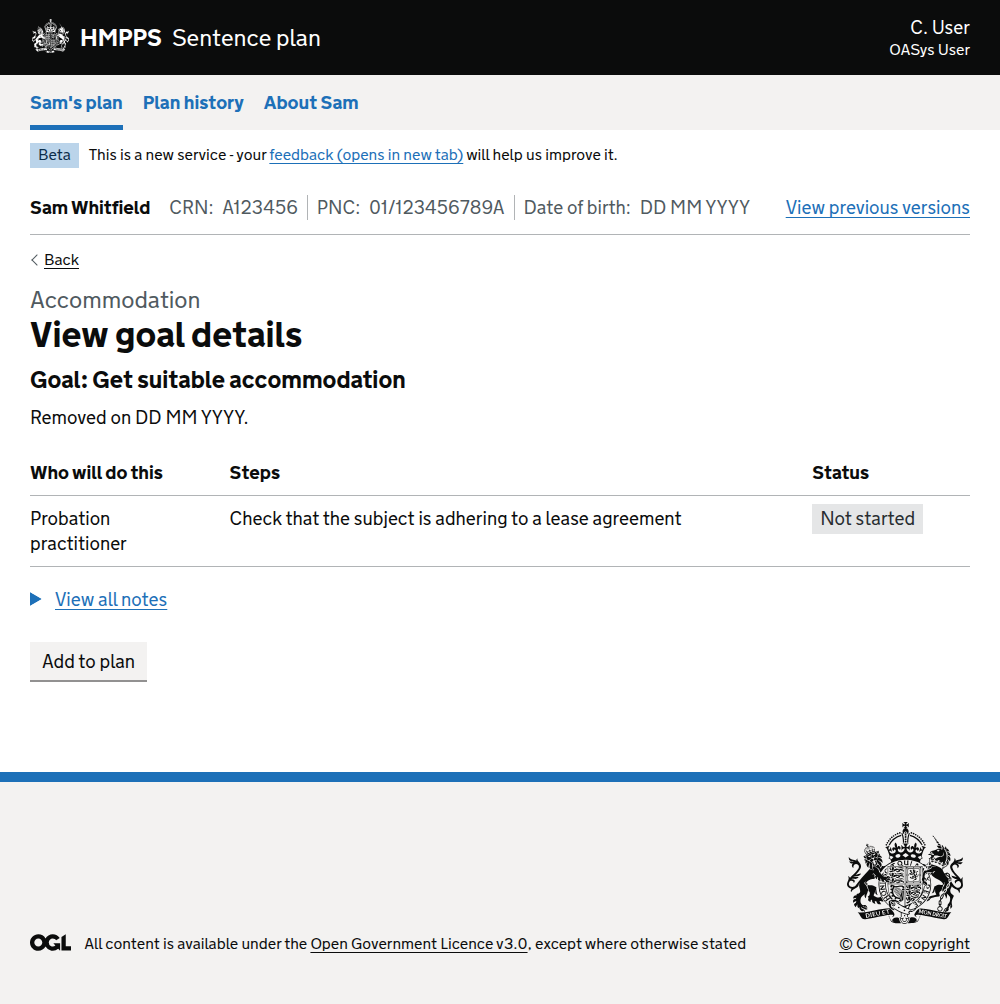 HMPPS Sentence plan
C. User
OASys User
Sam's plan Plan history About Sam
Beta This is a new service - your feedback (opens in new tab) will help us improve it.
Sam Whitfield CRN: A123456 PNC: 01/123456789A Date of birth: DD MM YYYY View previous versions
Back
Accommodation
View goal details
Goal: Get suitable accommodation
Removed on DD MM YYYY.
Who will do this Steps Status
Probation practitioner Check that the subject is adhering to a lease agreement Not started
View all notes
Add to plan
DIEU ET MON DROIT
OGL All content is available under the Open Government Licence v3.0, except where otherwise stated
© Crown copyright